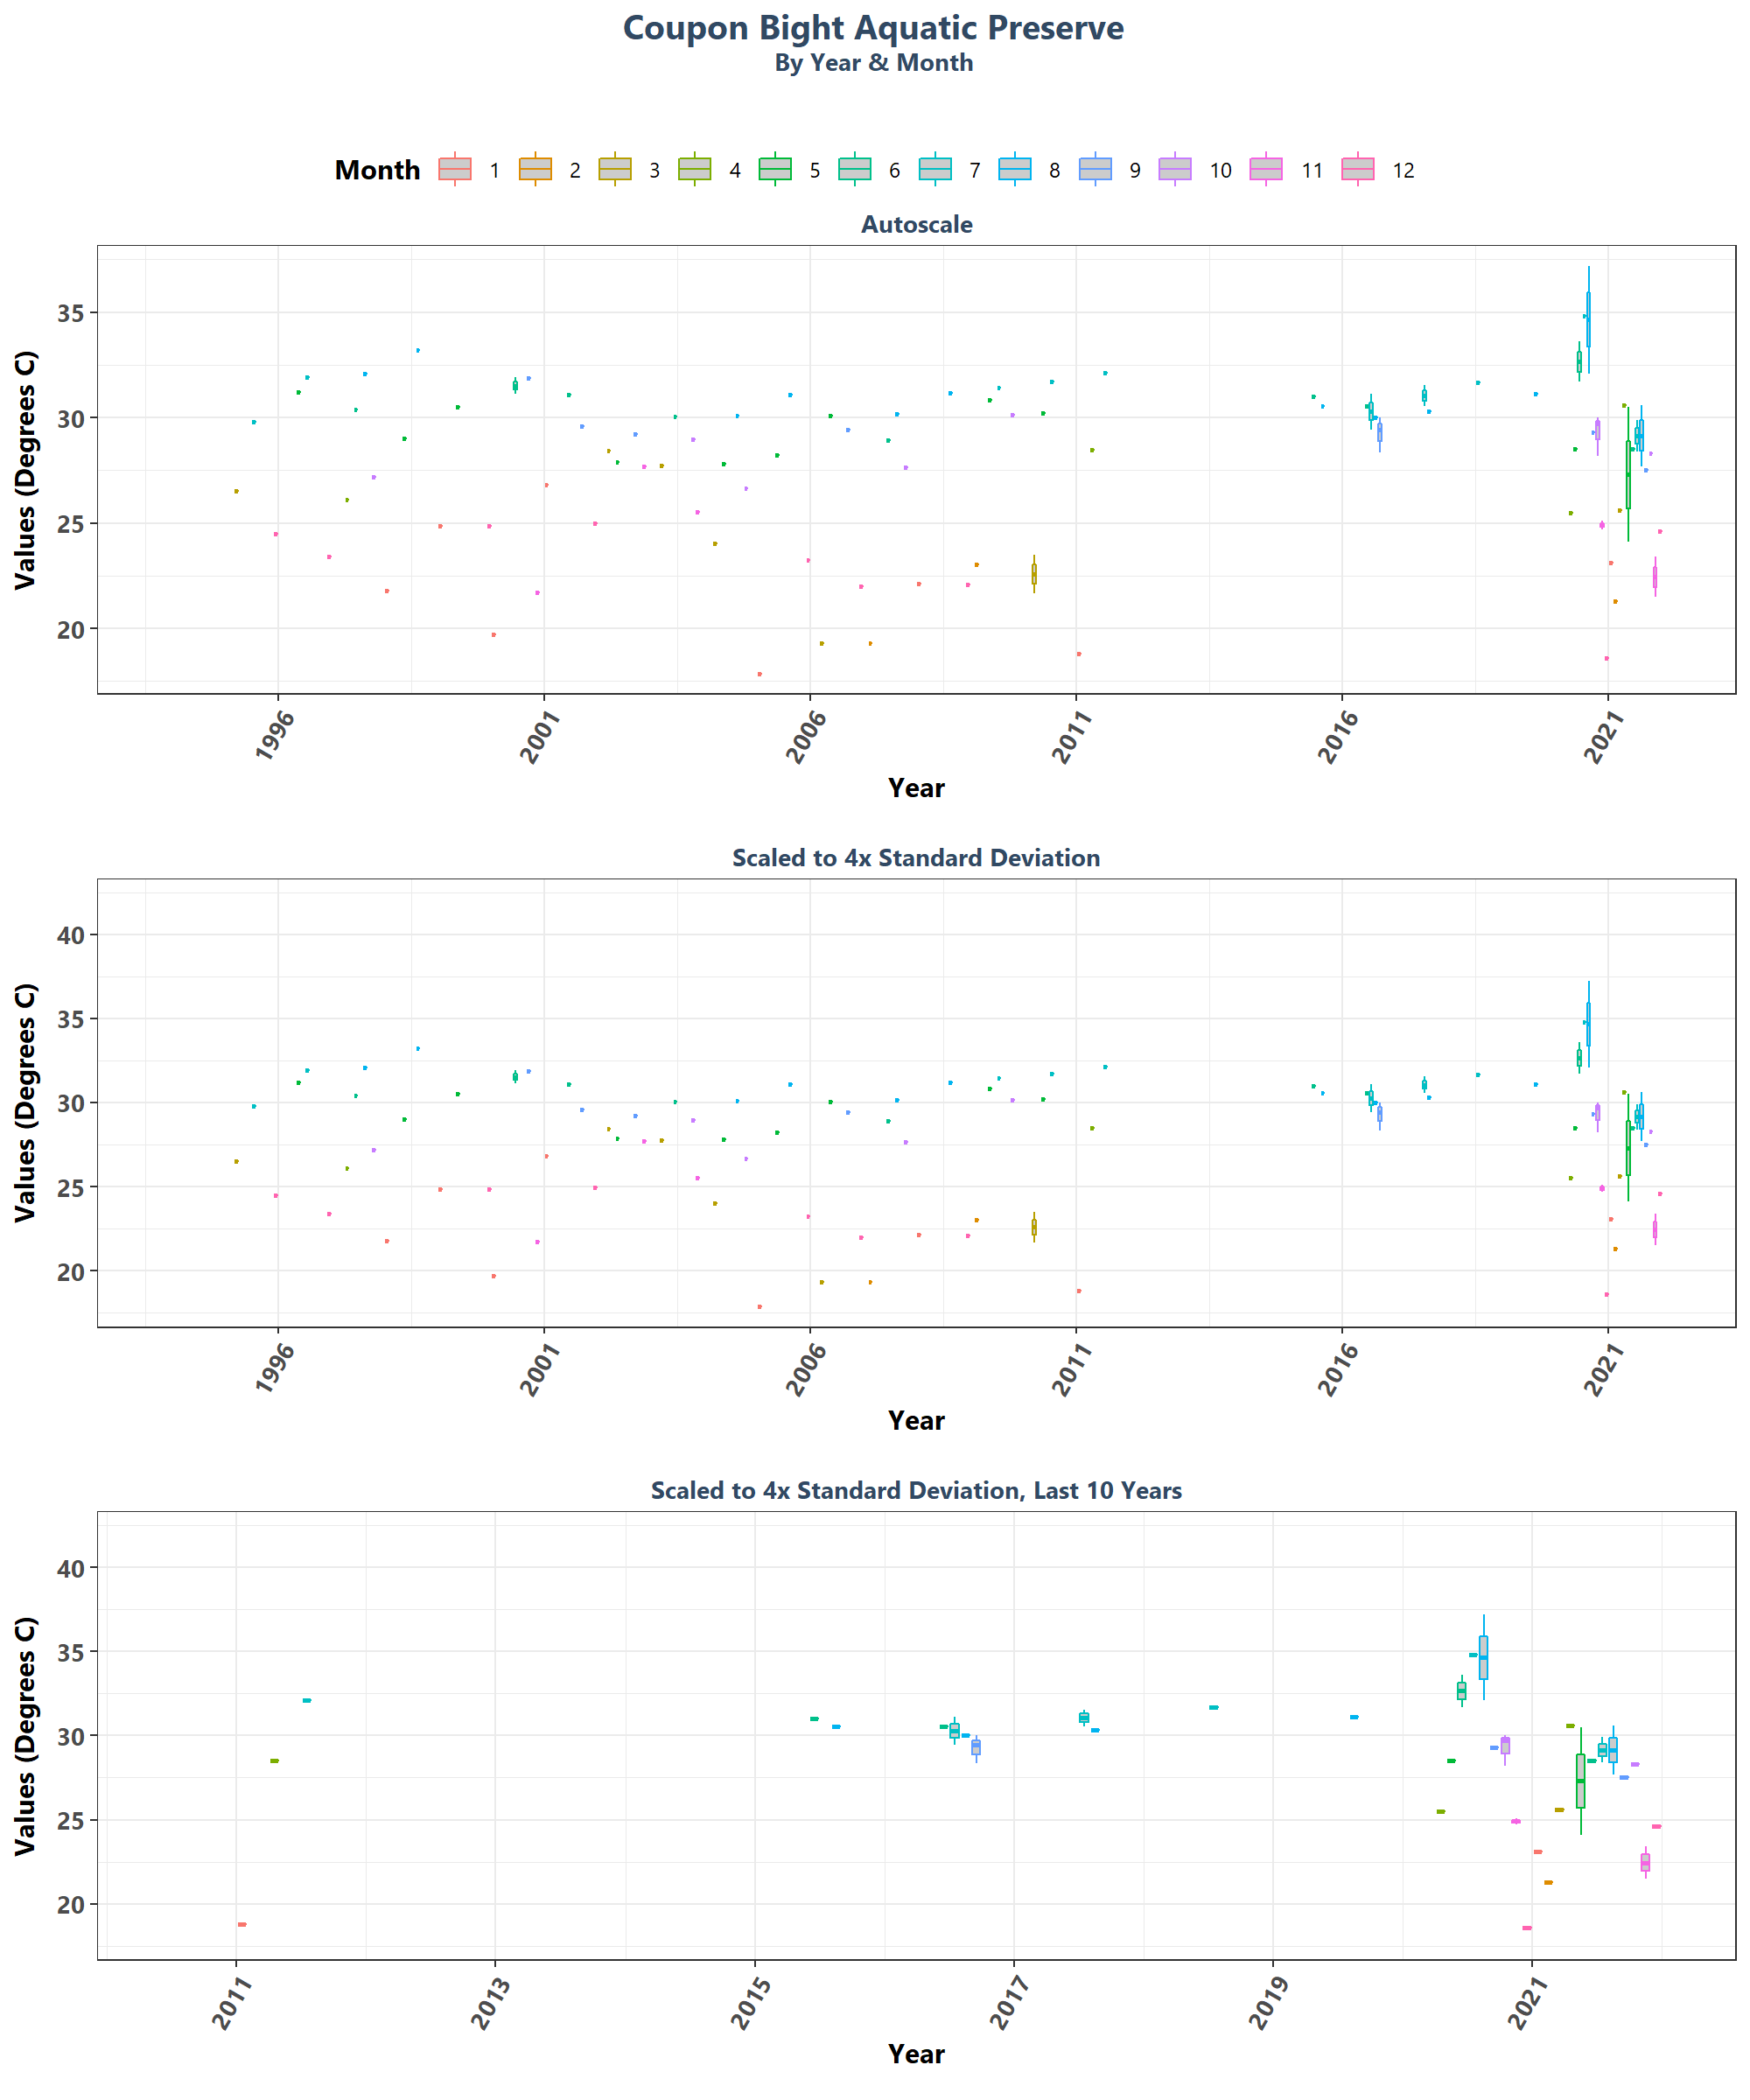 Coupon Bight Aquatic Preserve
By Year & Month
Month 1 2 3 4 5 6 7 8 9 10 11 12
Autoscale
Values (Degrees C)
35
30
25
20
1996 2001 2006 2011 2016 2021
Year
Scaled to 4x Standard Deviation
Values (Degrees C)
40
35
30
25
20
1996 2001 2006 2011 2016 2021
Year
Scaled to 4x Standard Deviation, Last 10 Years
Values (Degrees C)
40
35
30
25
20
2011 2013 2015 2017 2019 2021
Year